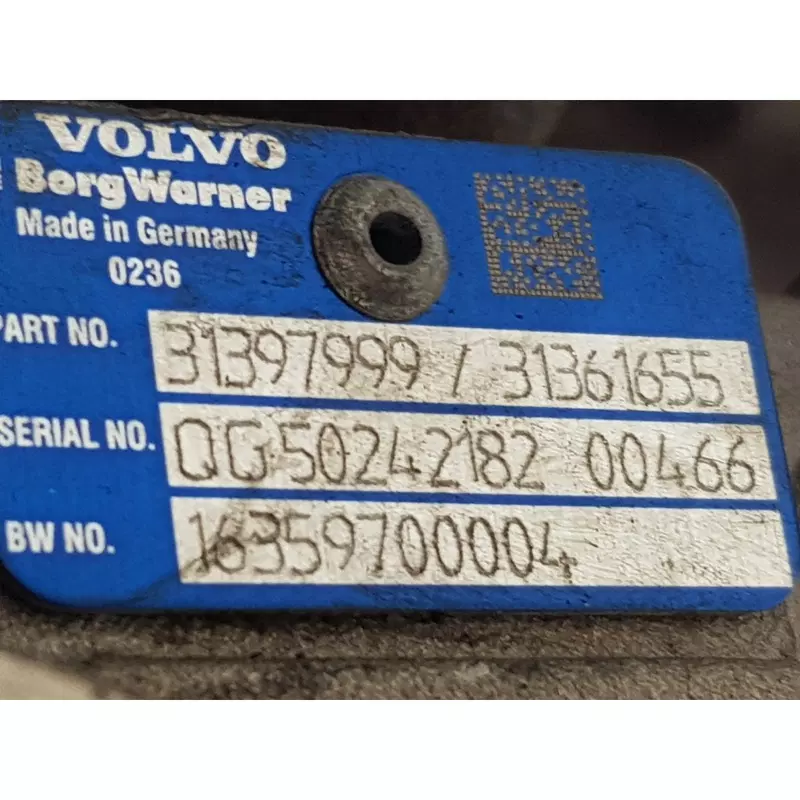 VOLVO
BorgWarner
Made in Germany
0236
PART NO. 31397999 / 31361655
SERIAL NO. QG50242182 00466
BW NO. 16359700004